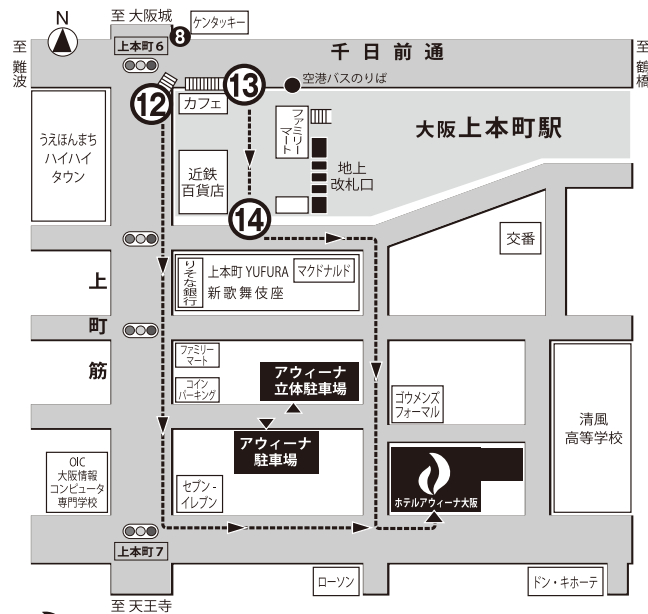 至 大阪城
ケンタッキー
N
上本町6
8
千日前通
至 難波
至 鶴橋
12
13
空港バスのりば
カフェ
ファミリー
マート
大阪上本町駅
うえほんまち
ハイハイ
タウン
近鉄
百貨店
地上
改札口
14
交番
りそな銀行
上本町 YUFURA
新歌舞伎座
マクドナルド
上町筋
ファミリー
マート
コイン
パーキング
アウィーナ
立体駐車場
ゴウメンズ
フォーマル
清風
高等学校
アウィーナ
駐車場
OIC
大阪情報
コンピュータ
専門学校
セブン-
イレブン
ホテルアウィーナ大阪
上本町7
ローソン
ドン・キホーテ
至 天王寺